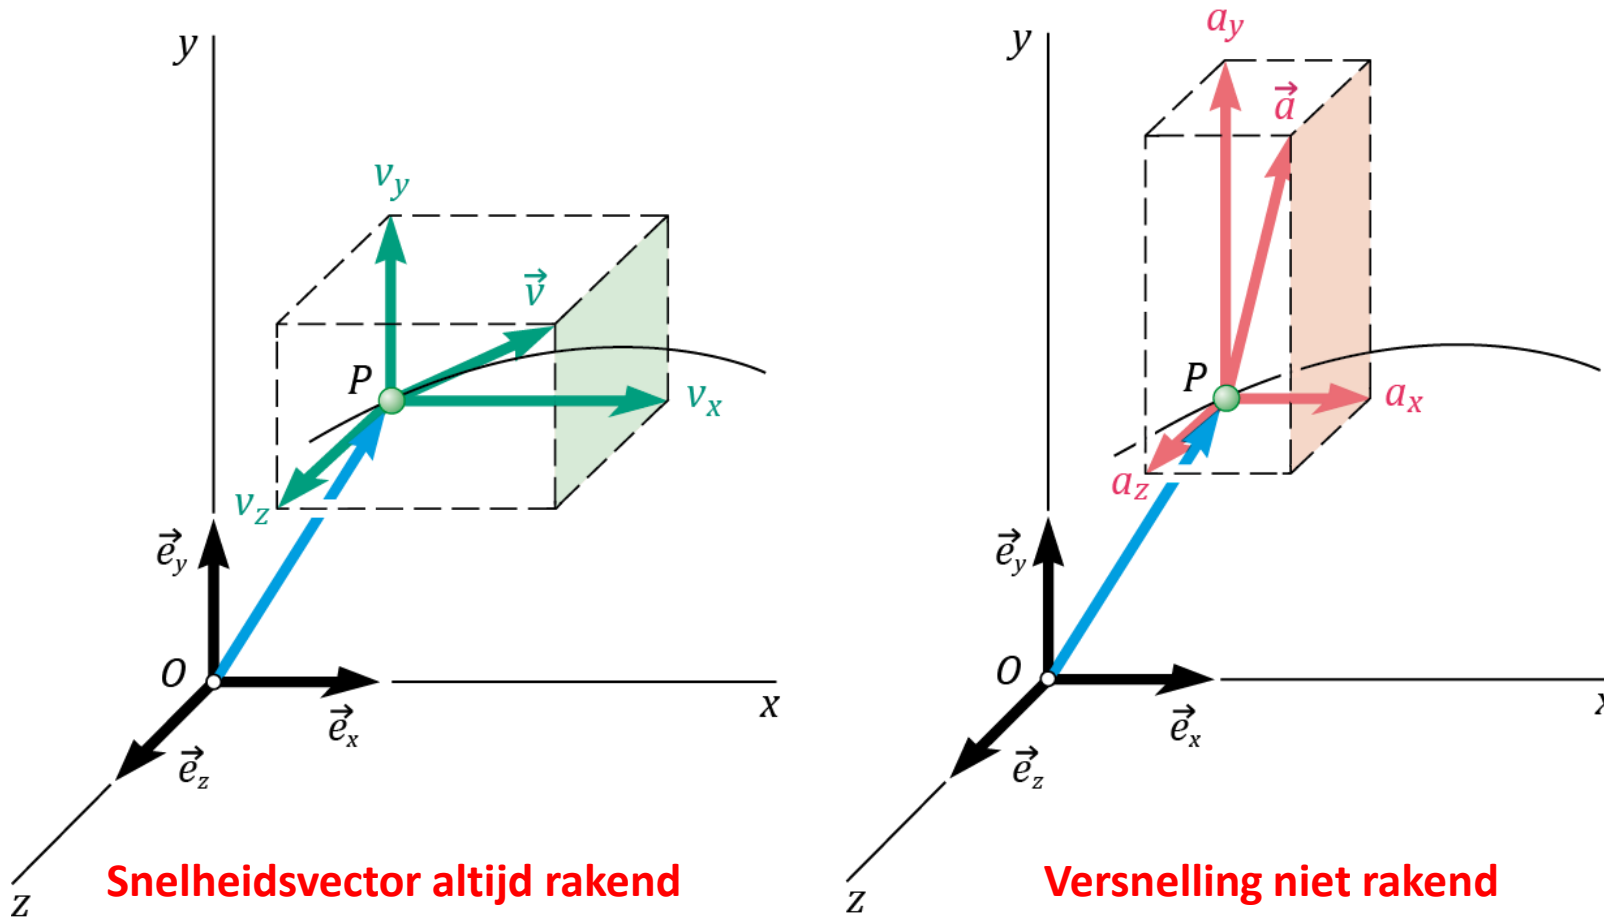 y
v⃗
v_y
P
v_x
v_z
e⃗_y
O
x
e⃗_x
e⃗_z
z
Snelheidsvector altijd rakend
y
a_y
a⃗
P
a_x
a_z
e⃗_y
O
x
e⃗_x
e⃗_z
z
Versnelling niet rakend